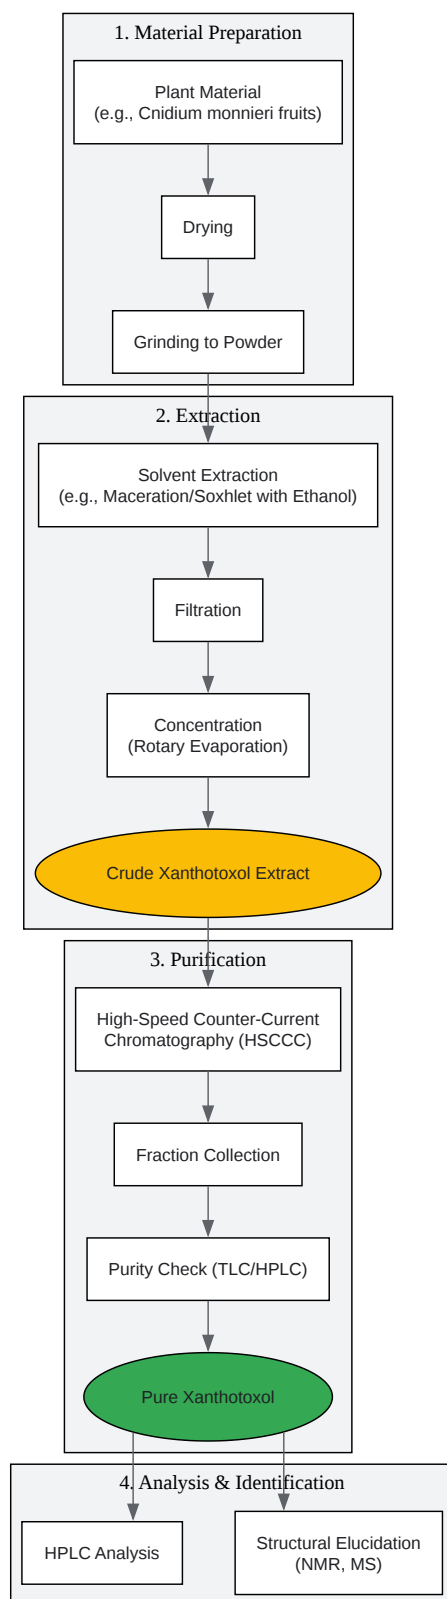 1. Material Preparation
Plant Material
(e.g., Cnidium monnieri fruits)
Drying
Grinding to Powder
2. Extraction
Solvent Extraction
(e.g., Maceration/Soxhlet with Ethanol)
Filtration
Concentration
(Rotary Evaporation)
Crude Xanthotoxol Extract
3. Purification
High-Speed Counter-Current
Chromatography (HSCCC)
Fraction Collection
Purity Check (TLC/HPLC)
Pure Xanthotoxol
4. Analysis & Identification
HPLC Analysis
Structural Elucidation
(NMR, MS)